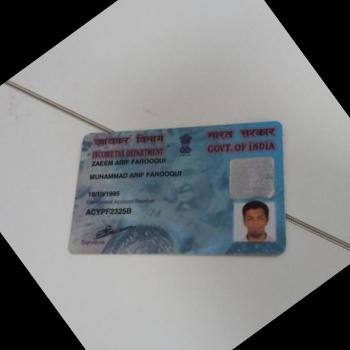 आयकर विभाग
भारत सरकार
INCOME TAX DEPARTMENT
GOVT. OF INDIA
ZAEEM ARIF FAROOQUI
MUHAMMAD ARIF FAROOQUI
18/10/1995
Permanent Account Number
ACYPF2325B
Signature